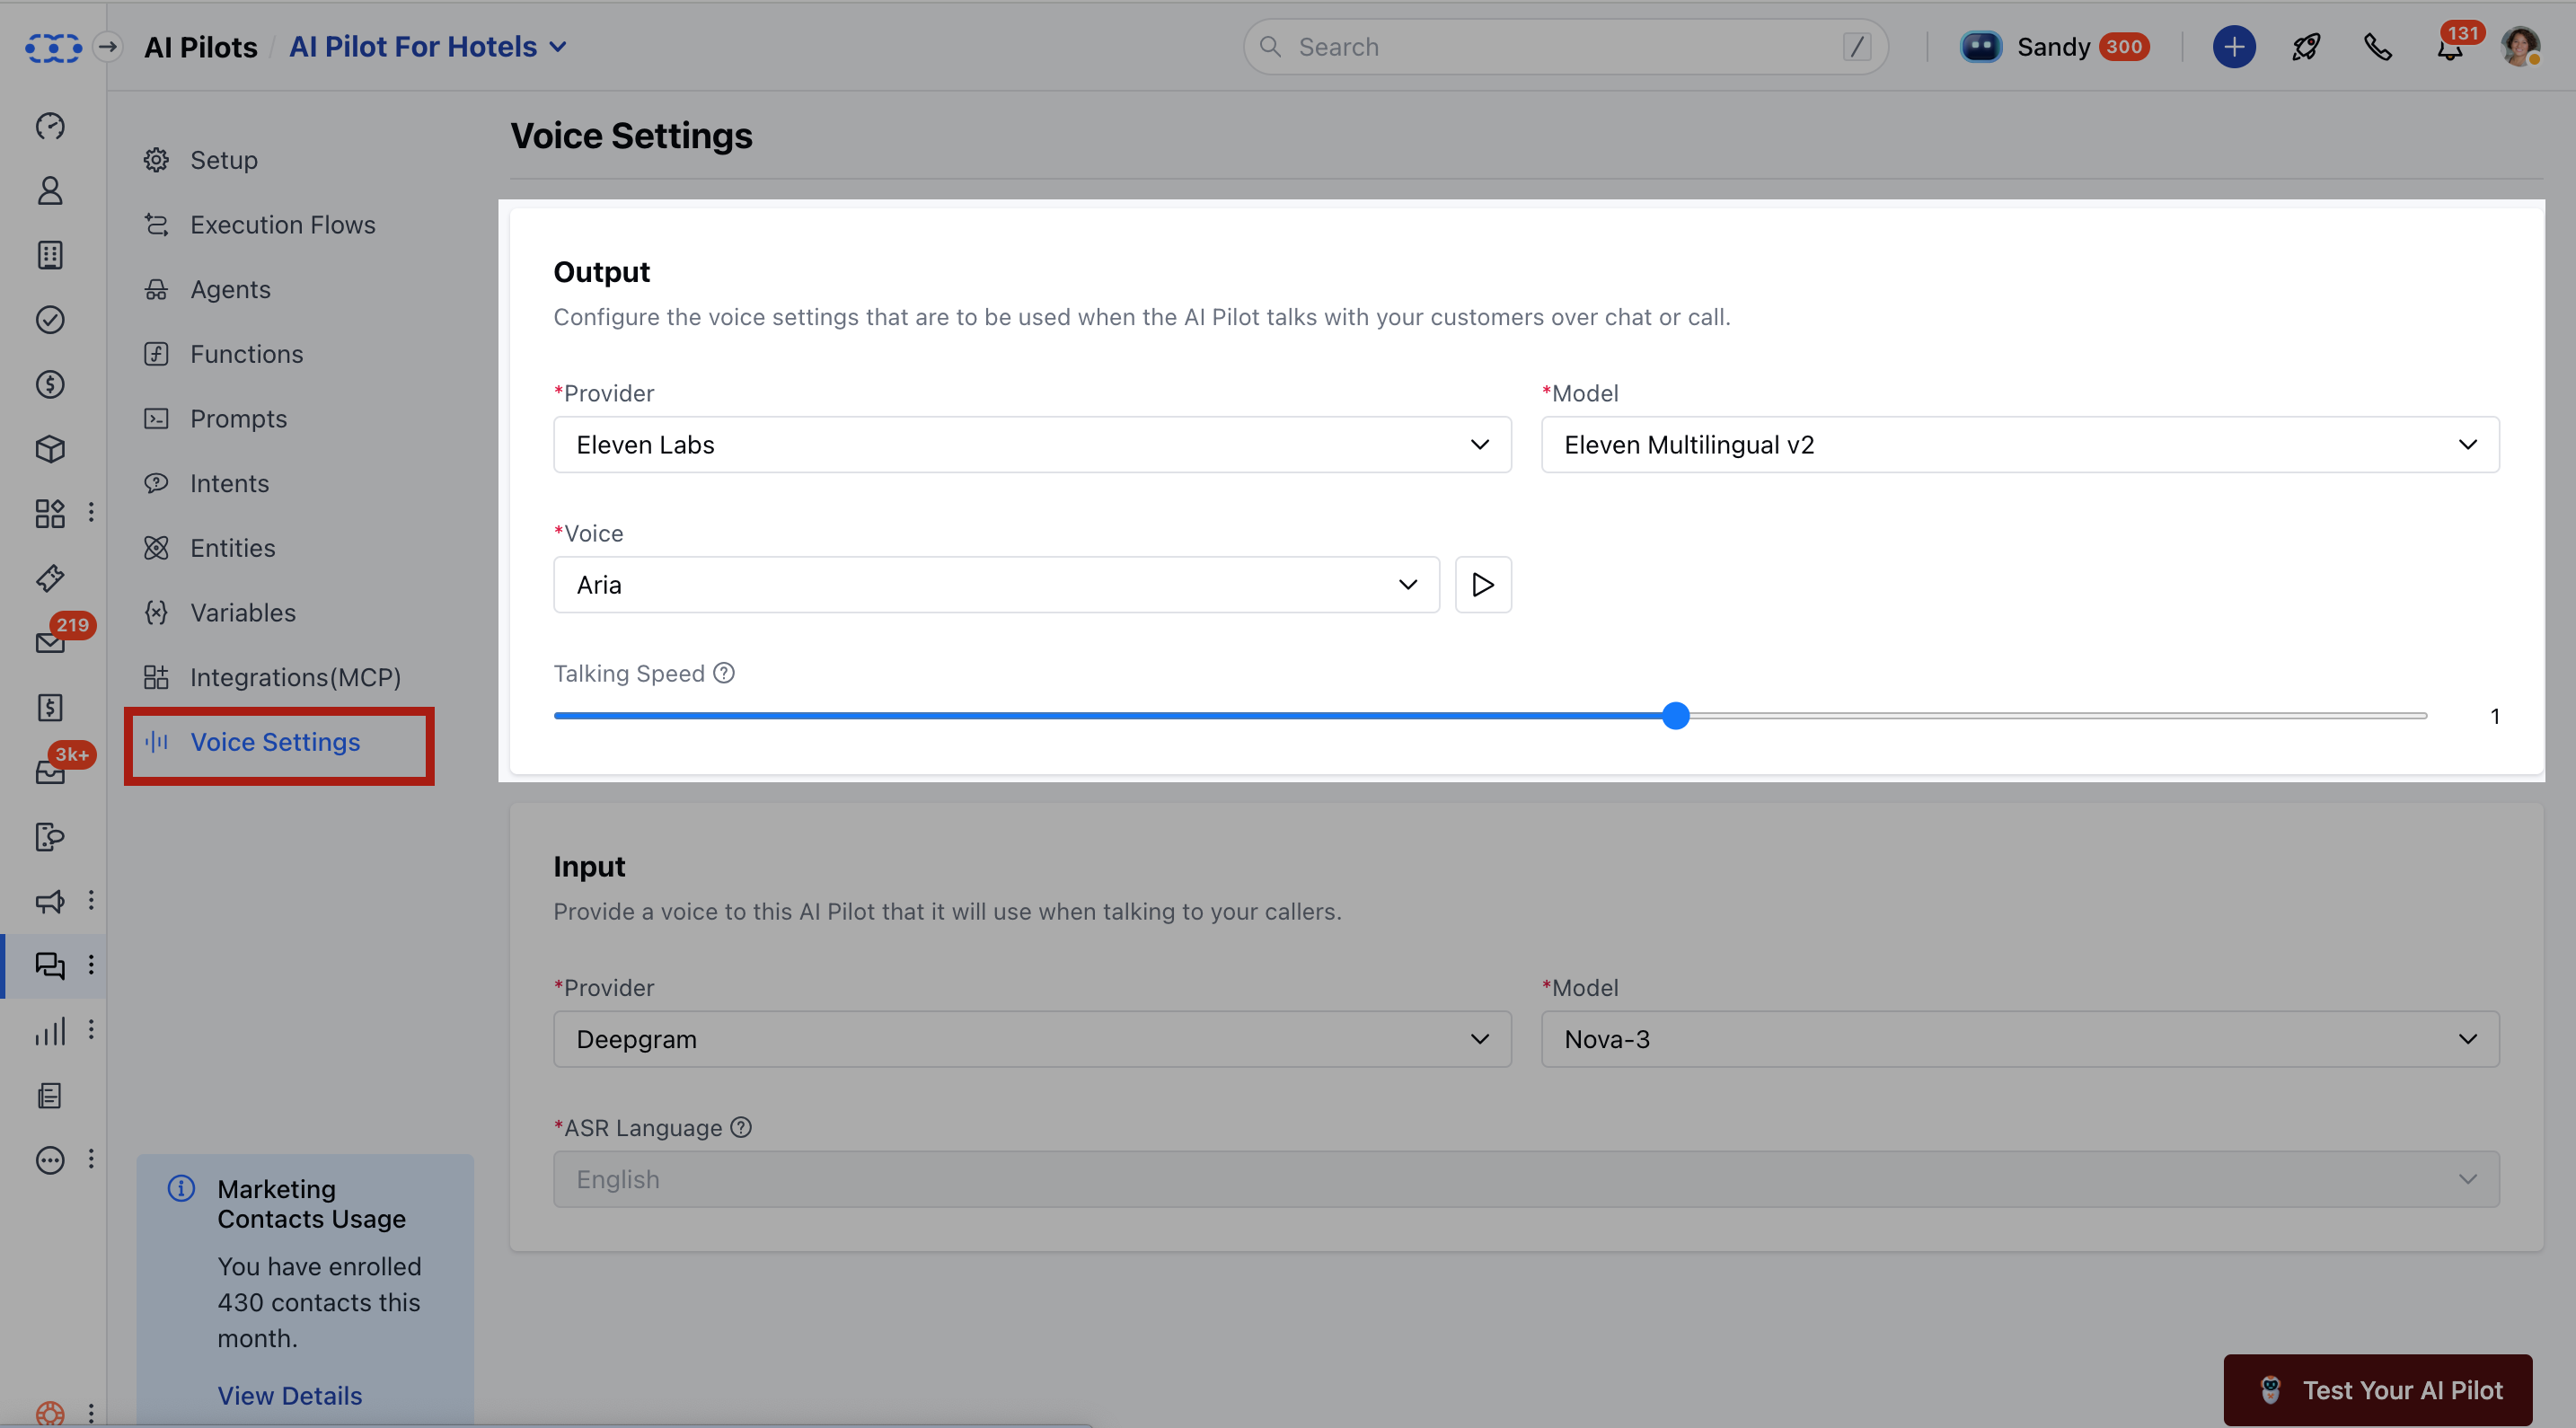 AI Pilots / AI Pilot For Hotels
Search /
Sandy 300
131
Setup
Execution Flows
Agents
Functions
Prompts
Intents
Entities
Variables
Integrations(MCP)
Voice Settings
219
3k+
Marketing
Contacts Usage
You have enrolled
430 contacts this
month.
View Details
Voice Settings
Output
Configure the voice settings that are to be used when the AI Pilot talks with your customers over chat or call.
*Provider
Eleven Labs
*Model
Eleven Multilingual v2
*Voice
Aria
Talking Speed
1
Input
Provide a voice to this AI Pilot that it will use when talking to your callers.
*Provider
Deepgram
*Model
Nova-3
*ASR Language
English
Test Your AI Pilot